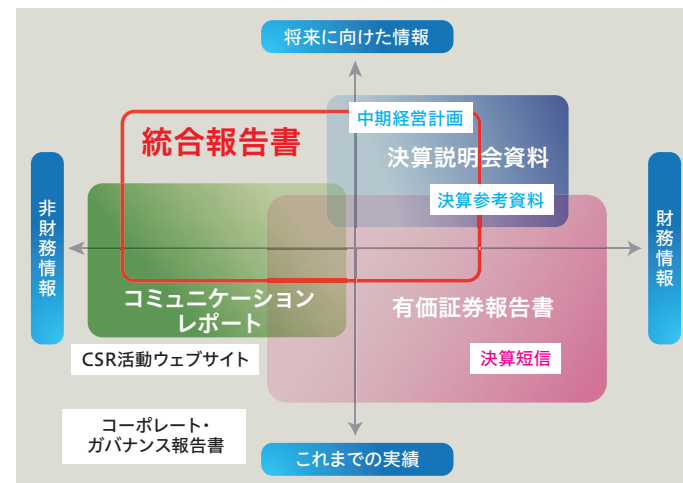 将来に向けた情報
中期経営計画
統合報告書
決算説明会資料
決算参考資料
非財務情報
財務情報
コミュニケーション
レポート
有価証券報告書
CSR活動ウェブサイト
決算短信
コーポレート・
ガバナンス報告書
これまでの実績